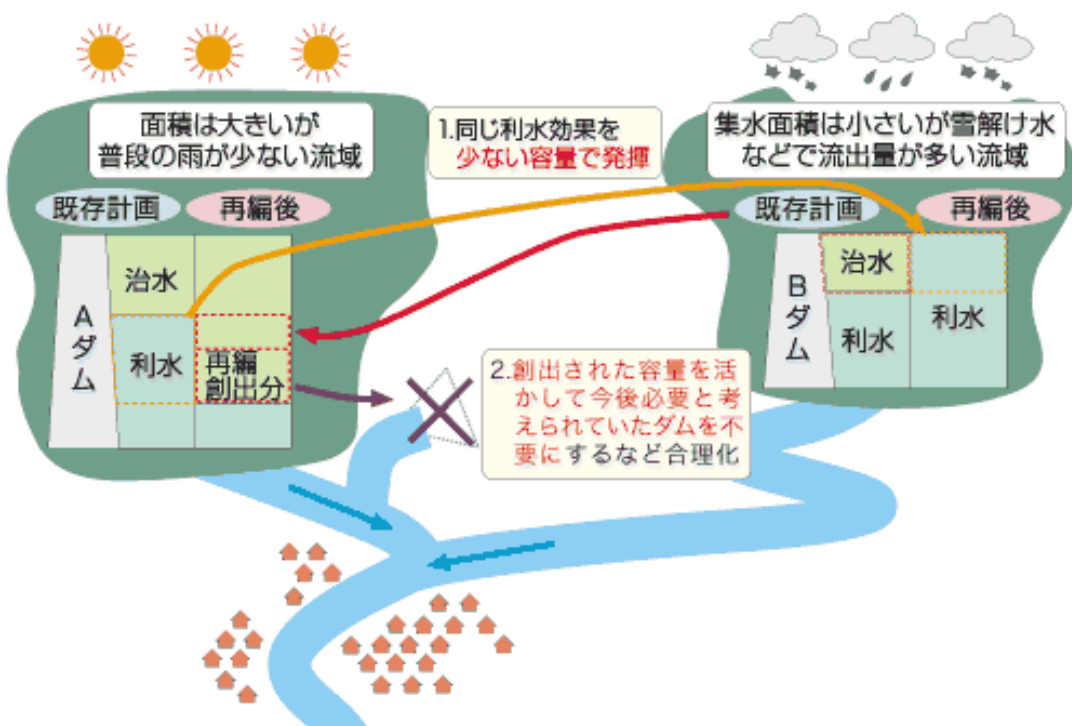 面積は大きいが
普段の雨が少ない流域
1.同じ利水効果を
少ない容量で発揮
集水面積は小さいが雪解け水
などで流出量が多い流域
既存計画
再編後
既存計画
再編後
Aダム
治水
利水
再編
創出分
Bダム
治水
利水
利水
2.創出された容量を活
かして今後必要と考
えられていたダムを不
要にするなど合理化